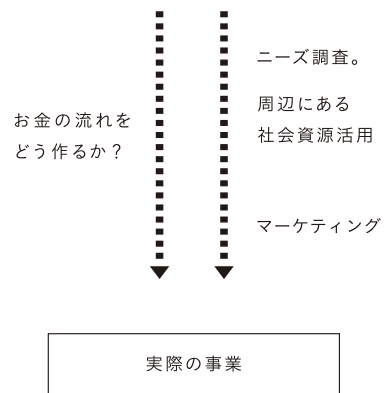 お金の流れを
どう作るか？
ニーズ調査。
周辺にある
社会資源活用
マーケティング
実際の事業